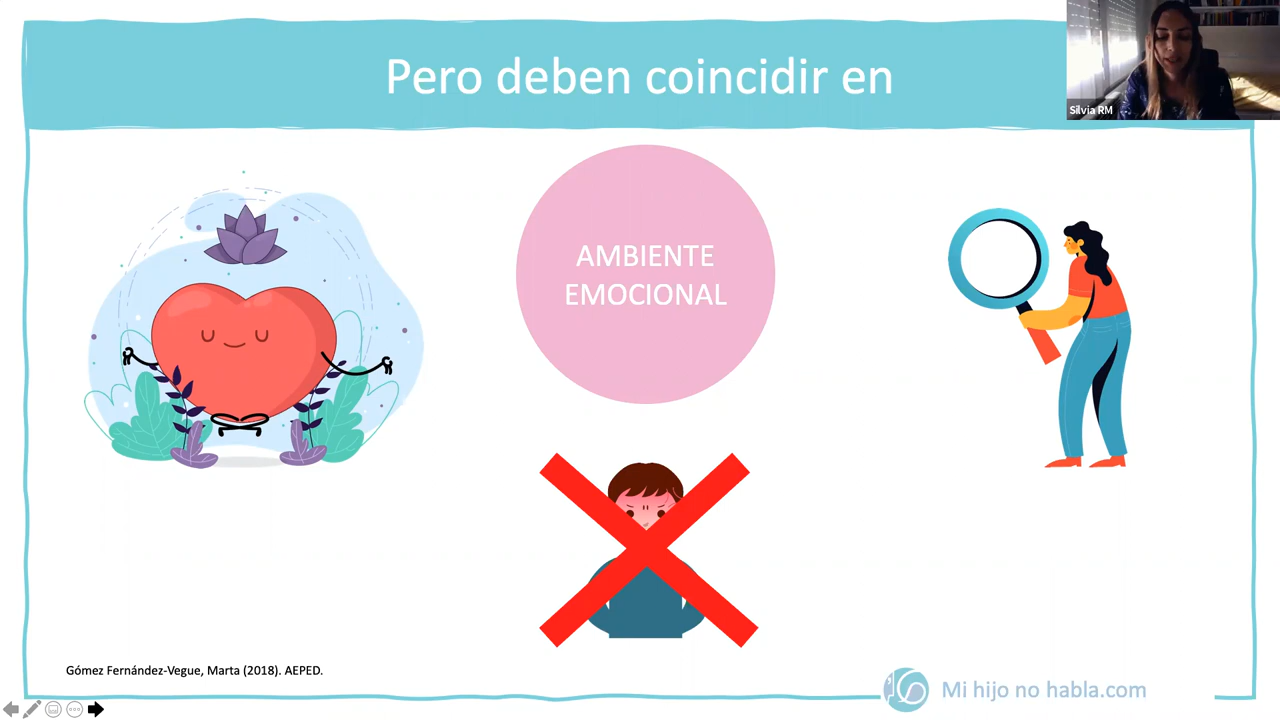 Pero deben coincidir en
Silvia RM
AMBIENTE
EMOCIONAL
Gómez Fernández-Vegue, Marta (2018). AEPED.
Mi hijo no habla.com